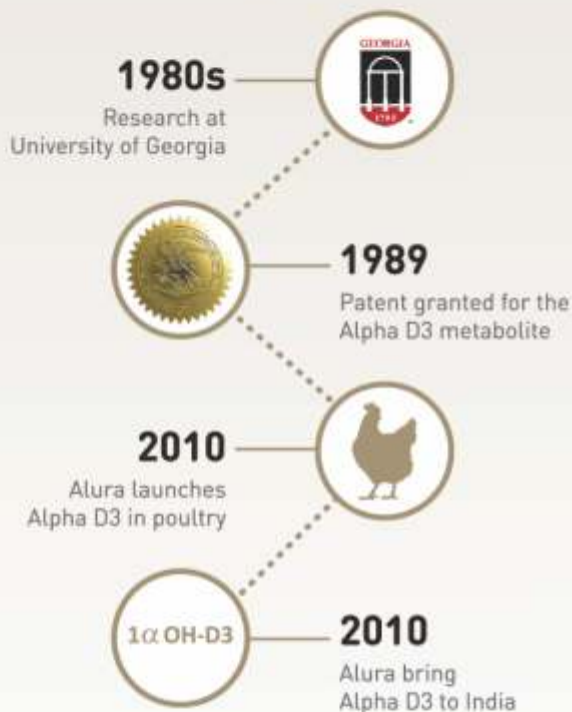 GEORGIA
1785
1980s
Research at
University of Georgia
1989
Patent granted for the
Alpha D3 metabolite
2010
Alura launches
Alpha D3 in poultry
1α OH-D3
2010
Alura bring
Alpha D3 to India